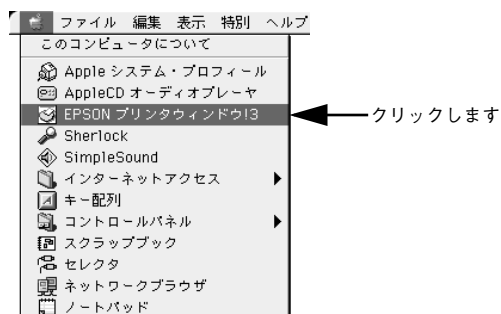 ファイル 編集 表示 特別 ヘルプ
このコンピュータについて
Apple システム・プロフィール
AppleCD オーディオプレーヤ
EPSON プリンタウィンドウ!3
クリックします
Sherlock
SimpleSound
インターネットアクセス
キー配列
コントロールパネル
スクラップブック
セレクタ
ネットワークブラウザ
ノートパッド